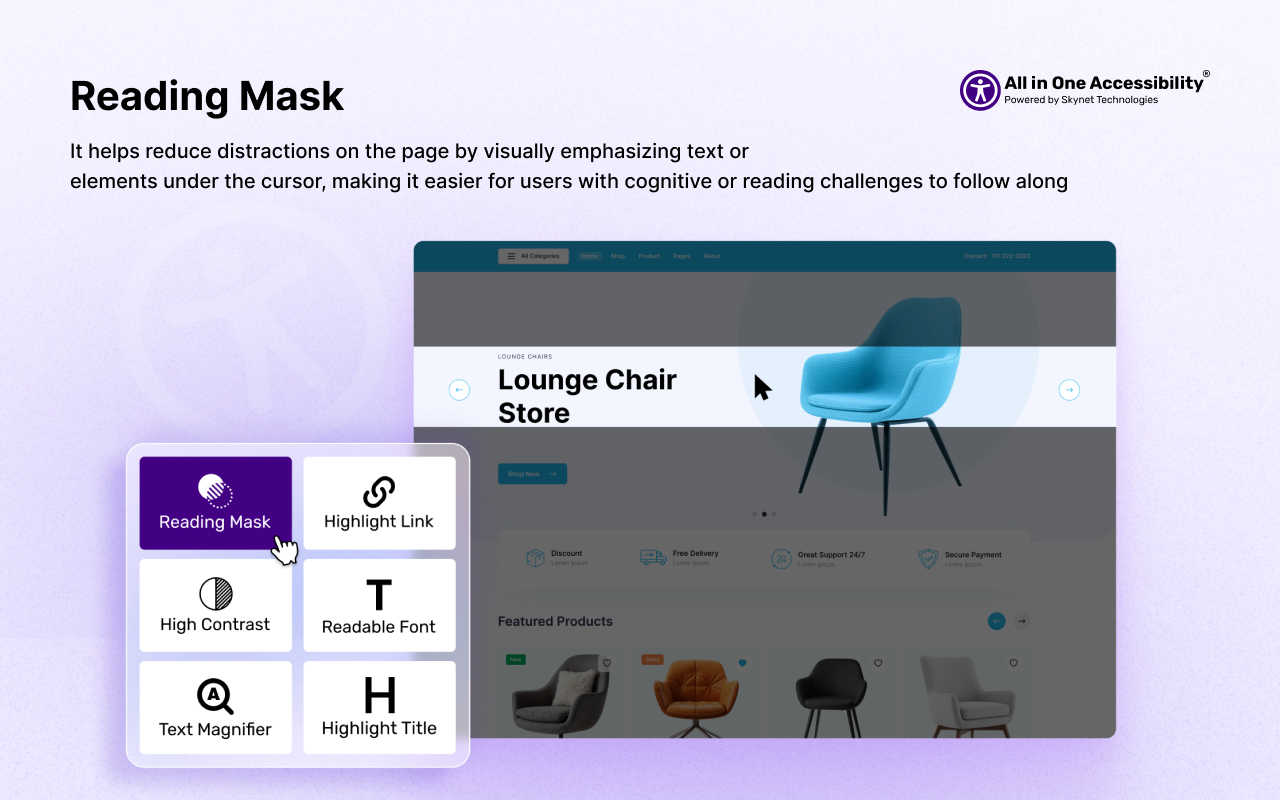 Reading Mask
All in One Accessibility®
Powered by Skynet Technologies
It helps reduce distractions on the page by visually emphasizing text or
elements under the cursor, making it easier for users with cognitive or reading challenges to follow along
All Categories
Home
Shop
Product
Pages
About
Contact: 111-222-3333
LOUNGE CHAIRS
Lounge Chair
Store
Shop Now
Discount
Lorem Ipsum
Free Delivery
Lorem Ipsum
24
Great Support 24/7
Lorem Ipsum
Secure Payment
Lorem Ipsum
Featured Products
New
Sales
Reading Mask
Highlight Link
High Contrast
T
Readable Font
A
Text Magnifier
H
Highlight Title